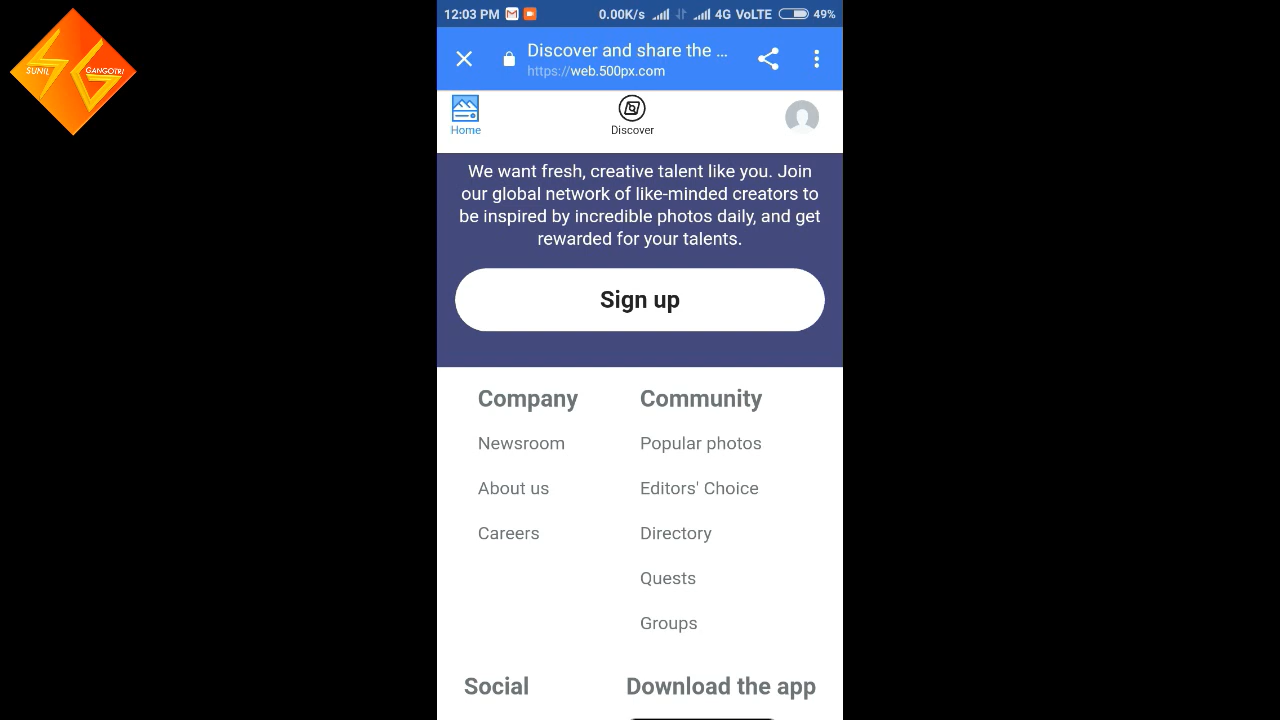 SUNIL
GANGOTRI
12:03 PM
0.00K/s
4G VoLTE
49%
Discover and share the ...
https://web.500px.com
Home
Discover
We want fresh, creative talent like you. Join
our global network of like-minded creators to
be inspired by incredible photos daily, and get
rewarded for your talents.
Sign up
Company
Newsroom
About us
Careers
Community
Popular photos
Editors' Choice
Directory
Quests
Groups
Social
Download the app